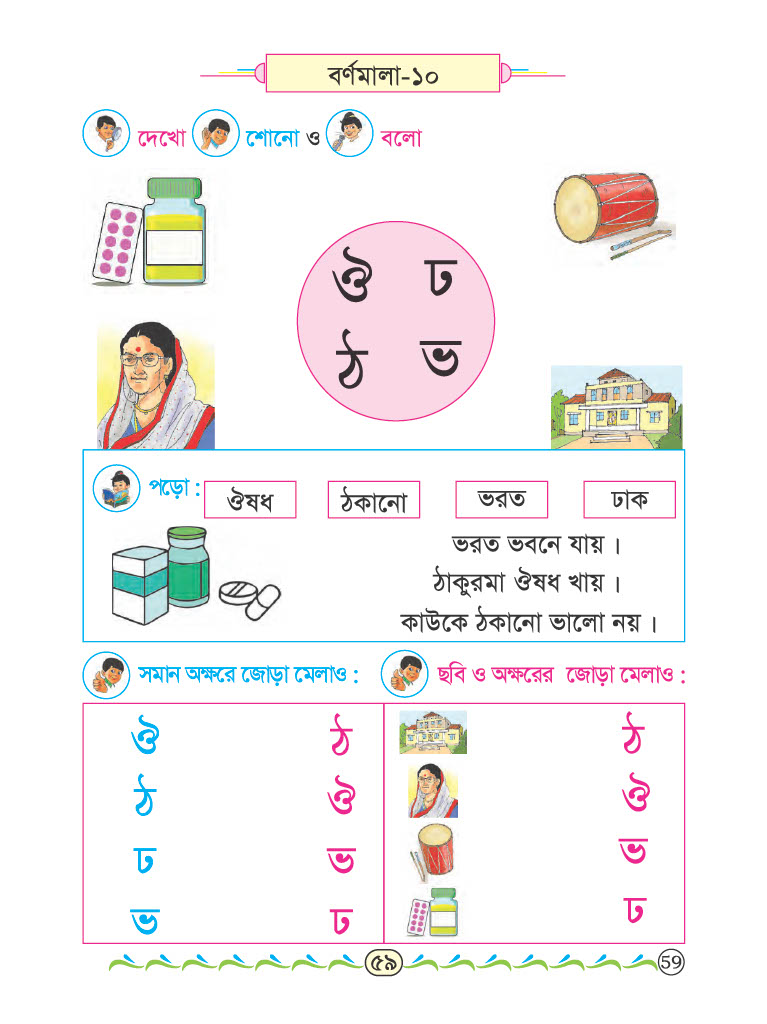 বর্ণমালা-১০
দেখো শোনো ও বলো
ঔ ঢ
ঠ ভ
পড়ো : ঔষধ ঠকানো ভরত ঢাক
ভরত ভবনে যায় ।
ঠাকুরমা ঔষধ খায় ।
কাউকে ঠকানো ভালো নয় ।
সমান অক্ষরে জোড়া মেলাও :
ঔ ঠ
ঠ ঔ
ঢ ভ
ভ ঢ
ছবি ও অক্ষরের জোড়া মেলাও :
ঠ
ঔ
ভ
ঢ
৫৯
59